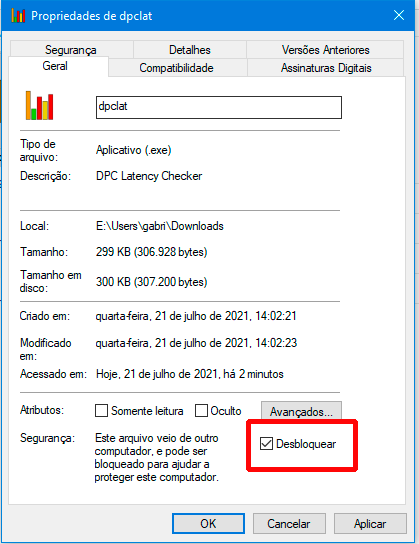 Propriedades de dpclat
Segurança Detalhes Versões Anteriores
Geral Compatibilidade Assinaturas Digitais
dpclat
Tipo de
arquivo: Aplicativo (.exe)
Descrição: DPC Latency Checker
Local: E:\Users\gabri\Downloads
Tamanho: 299 KB (306.928 bytes)
Tamanho em
disco: 300 KB (307.200 bytes)
Criado em: quarta-feira, 21 de julho de 2021, 14:02:21
Modificado
em: quarta-feira, 21 de julho de 2021, 14:02:23
Acessado em: Hoje, 21 de julho de 2021, há 2 minutos
Atributos: Somente leitura Oculto Avançados...
Segurança: Este arquivo veio de outro
computador, e pode ser
bloqueado para ajudar a
proteger este computador.
Desbloquear
OK Cancelar Aplicar